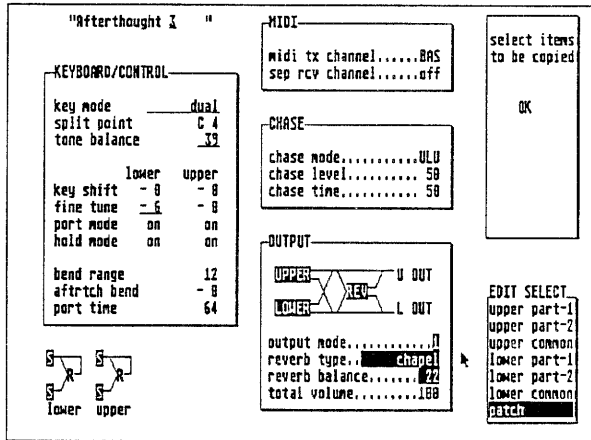 "Afterthought 3 "
KEYBOARD/CONTROL
key mode dual
split point C 4
tone balance 39
lower upper
key shift - 0 - 0
fine tune - 6 - 0
port mode on on
hold mode on on
bend range 12
aftrtch bend - 0
port time 64
S S R
S S R
lower upper
MIDI
midi tx channel......BAS
sep rcv channel......off
CHASE
chase mode...........ULU
chase level.......... 50
chase time........... 50
OUTPUT
UPPER U OUT
REV
LOWER L OUT
output mode..........1
reverb type.. chapel
reverb balance....... 22
total volume.........100
select items
to be copied
OK
EDIT SELECT
upper part-1
upper part-2
upper common
lower part-1
lower part-2
lower common
patch